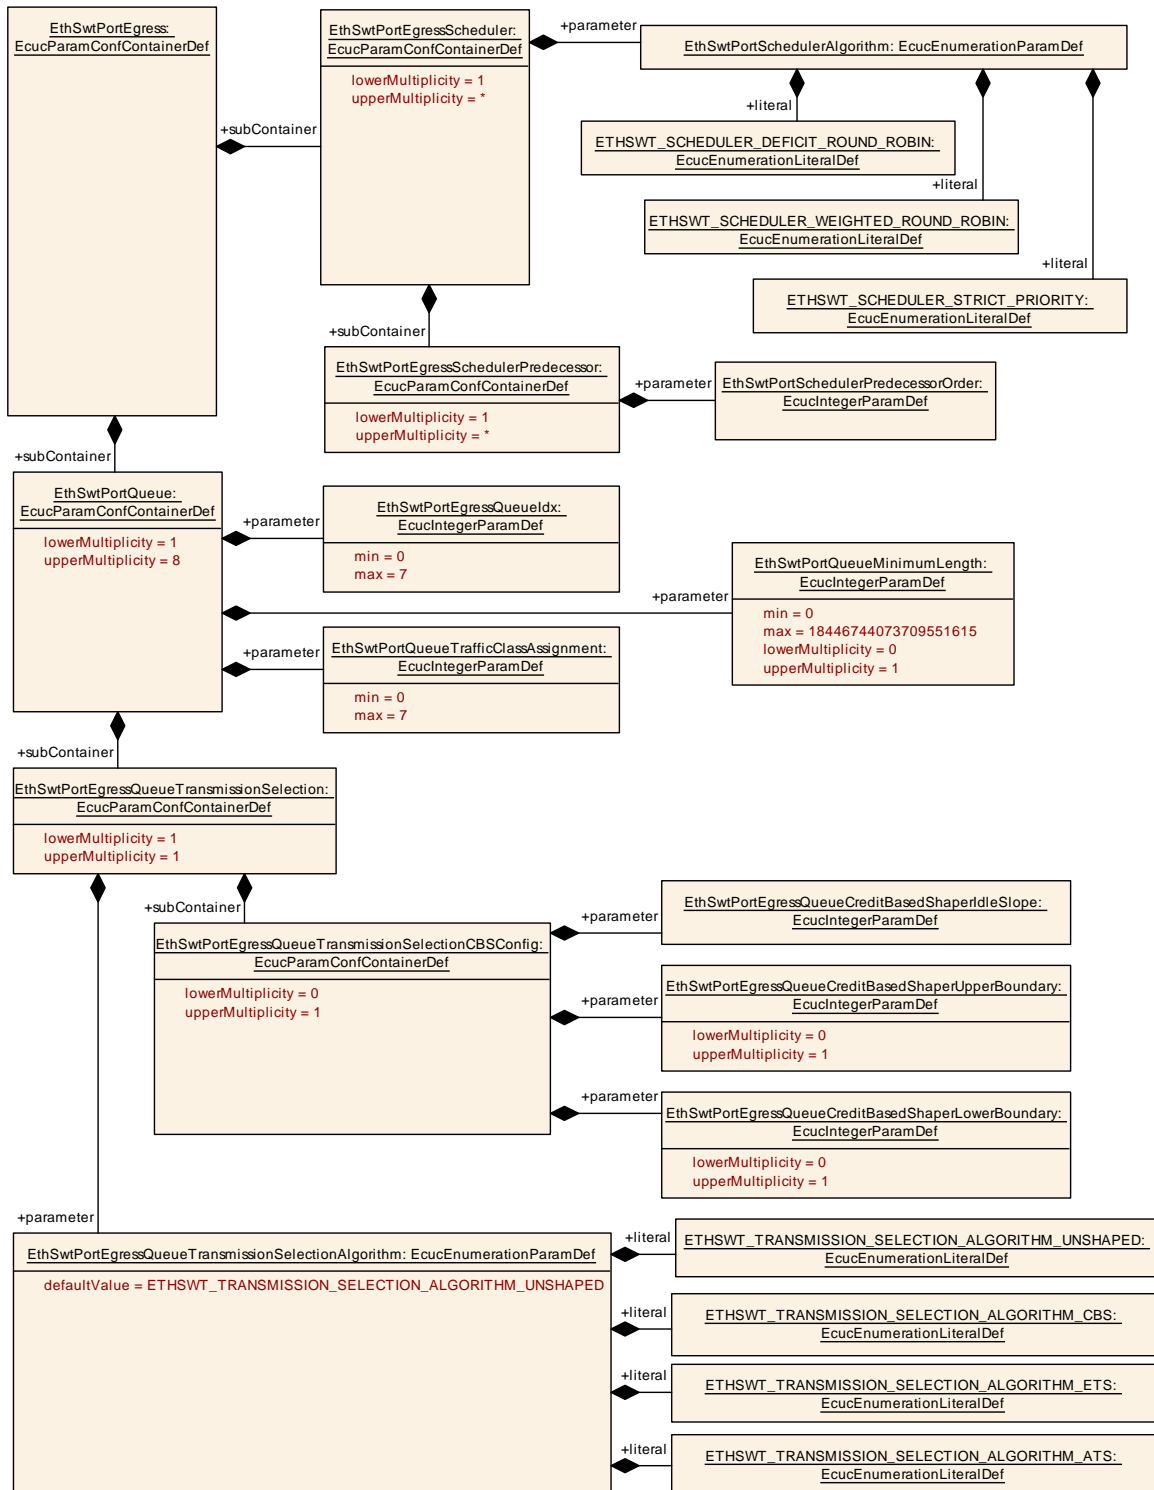 EthSwtPortEgress:
EcucParamConfContainerDef
+subContainer
EthSwtPortEgressScheduler:
EcucParamConfContainerDef
lowerMultiplicity = 1
upperMultiplicity = *
+parameter
EthSwtPortSchedulerAlgorithm: EcucEnumerationParamDef
+literal
ETHSWT_SCHEDULER_DEFICIT_ROUND_ROBIN:
EcucEnumerationLiteralDef
+literal
ETHSWT_SCHEDULER_WEIGHTED_ROUND_ROBIN:
EcucEnumerationLiteralDef
+literal
ETHSWT_SCHEDULER_STRICT_PRIORITY:
EcucEnumerationLiteralDef
+subContainer
EthSwtPortEgressSchedulerPredecessor:
EcucParamConfContainerDef
lowerMultiplicity = 1
upperMultiplicity = *
+parameter
EthSwtPortSchedulerPredecessorOrder:
EcucIntegerParamDef
+subContainer
EthSwtPortQueue:
EcucParamConfContainerDef
lowerMultiplicity = 1
upperMultiplicity = 8
+parameter
EthSwtPortEgressQueueIdx:
EcucIntegerParamDef
min = 0
max = 7
+parameter
EthSwtPortQueueMinimumLength:
EcucIntegerParamDef
min = 0
max = 18446744073709551615
lowerMultiplicity = 0
upperMultiplicity = 1
+parameter
EthSwtPortQueueTrafficClassAssignment:
EcucIntegerParamDef
min = 0
max = 7
+subContainer
EthSwtPortEgressQueueTransmissionSelection:
EcucParamConfContainerDef
lowerMultiplicity = 1
upperMultiplicity = 1
+subContainer
EthSwtPortEgressQueueTransmissionSelectionCBSConfig:
EcucParamConfContainerDef
lowerMultiplicity = 0
upperMultiplicity = 1
+parameter
EthSwtPortEgressQueueCreditBasedShaperIdleSlope:
EcucIntegerParamDef
+parameter
EthSwtPortEgressQueueCreditBasedShaperUpperBoundary:
EcucIntegerParamDef
lowerMultiplicity = 0
upperMultiplicity = 1
+parameter
EthSwtPortEgressQueueCreditBasedShaperLowerBoundary:
EcucIntegerParamDef
lowerMultiplicity = 0
upperMultiplicity = 1
+parameter
EthSwtPortEgressQueueTransmissionSelectionAlgorithm: EcucEnumerationParamDef
defaultValue = ETHSWT_TRANSMISSION_SELECTION_ALGORITHM_UNSHAPED
+literal
ETHSWT_TRANSMISSION_SELECTION_ALGORITHM_UNSHAPED:
EcucEnumerationLiteralDef
+literal
ETHSWT_TRANSMISSION_SELECTION_ALGORITHM_CBS:
EcucEnumerationLiteralDef
+literal
ETHSWT_TRANSMISSION_SELECTION_ALGORITHM_ETS:
EcucEnumerationLiteralDef
+literal
ETHSWT_TRANSMISSION_SELECTION_ALGORITHM_ATS:
EcucEnumerationLiteralDef